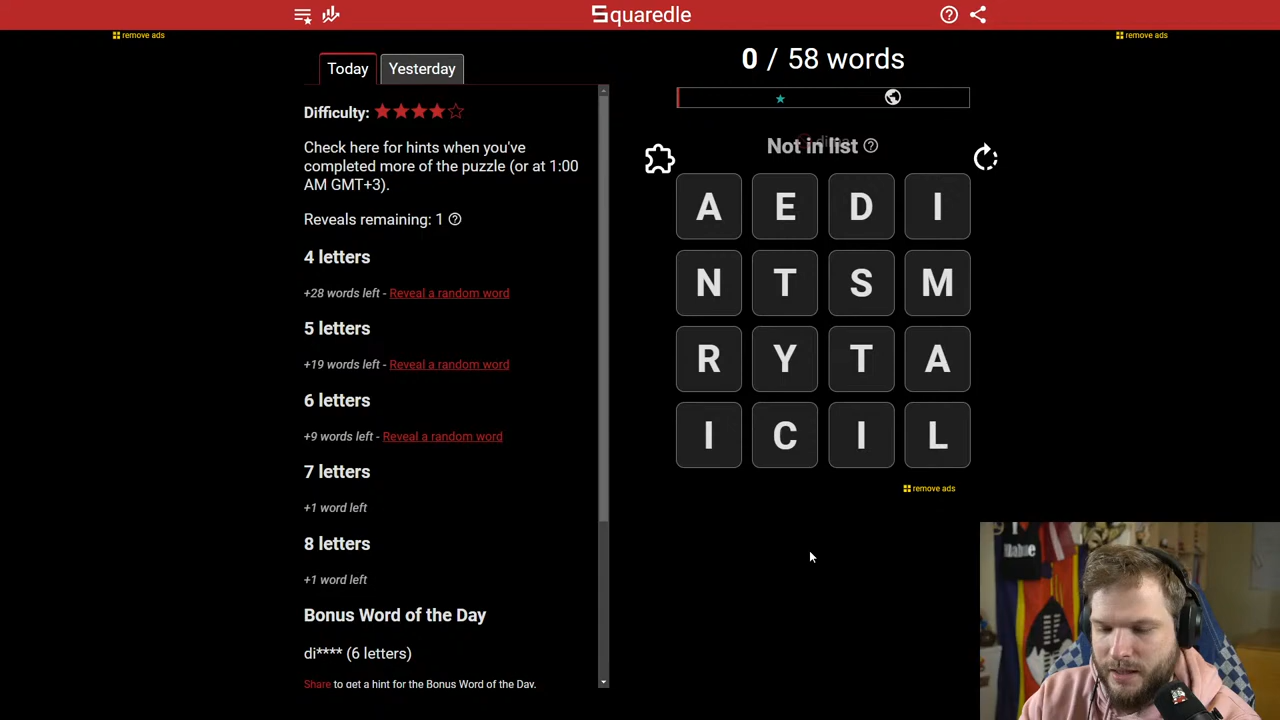 Squaredle
remove ads
remove ads
Today
Yesterday
0 / 58 words
Difficulty:
Check here for hints when you've
completed more of the puzzle (or at 1:00
AM GMT+3).
Reveals remaining: 1
4 letters
+28 words left - Reveal a random word
5 letters
+19 words left - Reveal a random word
6 letters
+9 words left - Reveal a random word
7 letters
+1 word left
8 letters
+1 word left
Bonus Word of the Day
di**** (6 letters)
Share to get a hint for the Bonus Word of the Day.
Not in list
A E D I
N T S M
R Y T A
I C I L
remove ads